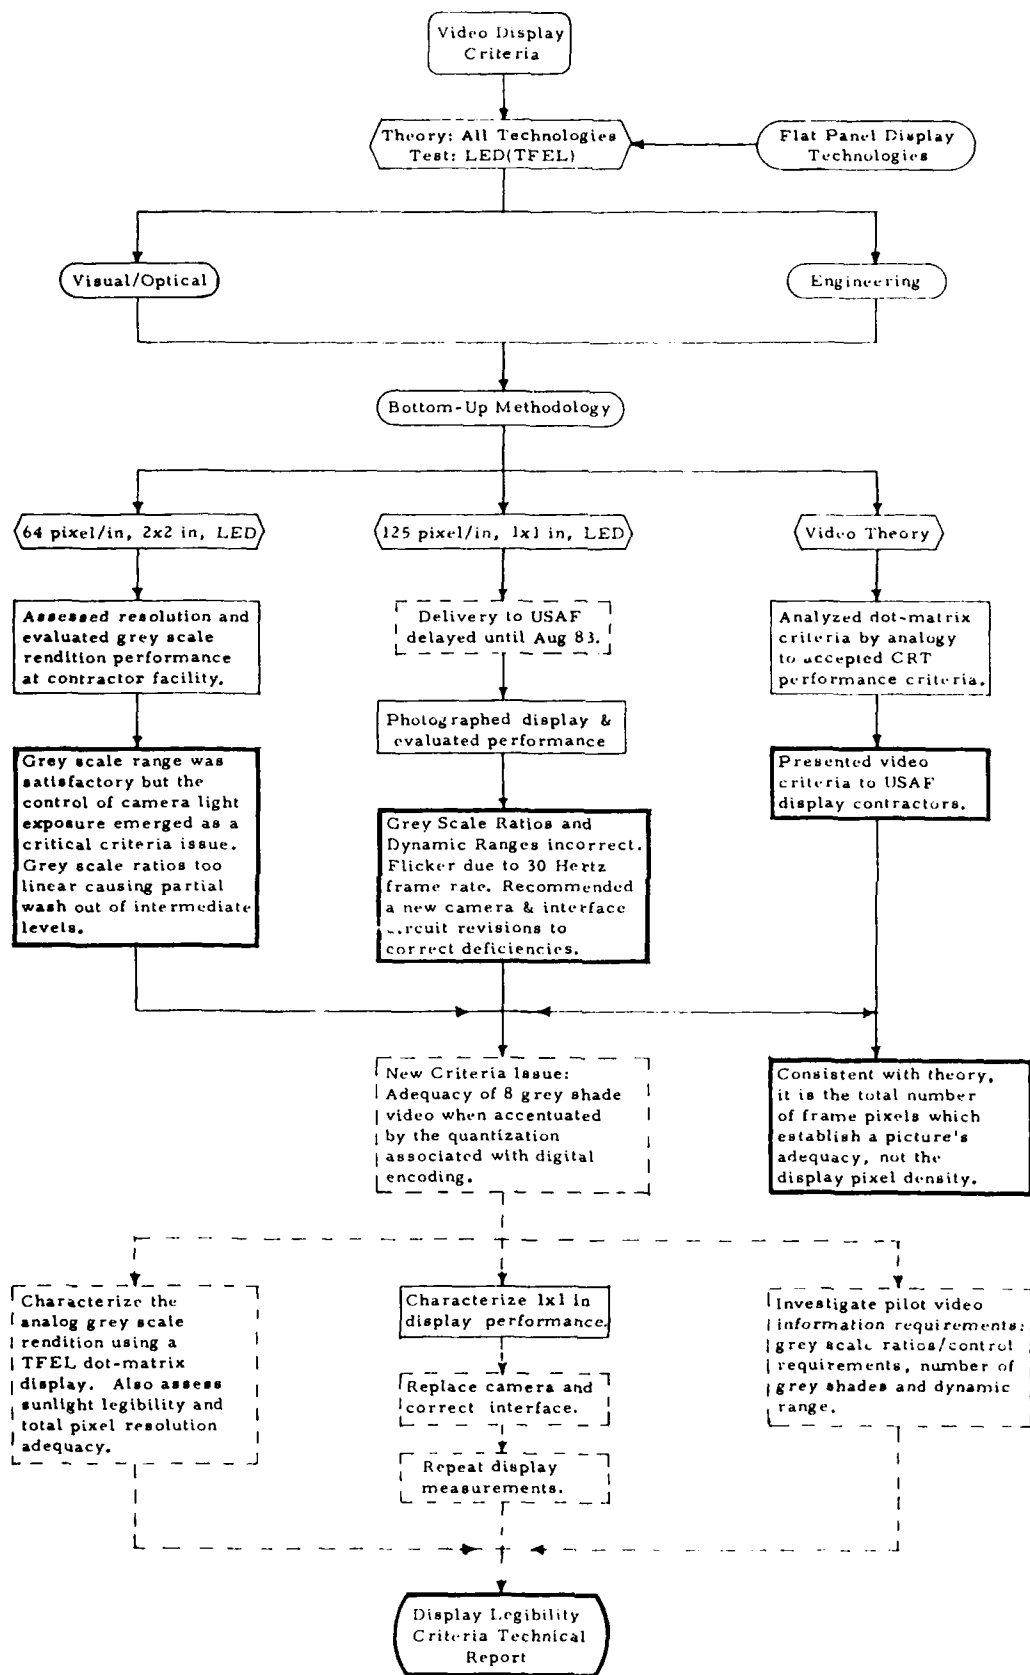 Video Display
Criteria
Theory: All Technologies
Test: LED(TFEL)
Flat Panel Display
Technologies
Visual/Optical
Engineering
Bottom-Up Methodology
64 pixel/in, 2x2 in, LED
125 pixel/in, 1x1 in, LED
Video Theory
Assessed resolution and
evaluated grey scale
rendition performance
at contractor facility.
Delivery to USAF
delayed until Aug 83.
Analyzed dot-matrix
criteria by analogy
to accepted CRT
performance criteria.
Photographed display &
evaluated performance
Grey scale range was
satisfactory but the
control of camera light
exposure emerged as a
critical criteria issue.
Grey scale ratios too
linear causing partial
wash out of intermediate
levels.
Grey Scale Ratios and
Dynamic Ranges incorrect.
Flicker due to 30 Hertz
frame rate. Recommended
a new camera & interface
circuit revisions to
correct deficiencies.
Presented video
criteria to USAF
display contractors.
New Criteria Issue:
Adequacy of 8 grey shade
video when accentuated
by the quantization
associated with digital
encoding.
Consistent with theory,
it is the total number
of frame pixels which
establish a picture's
adequacy, not the
display pixel density.
Characterize the
analog grey scale
rendition using a
TFEL dot-matrix
display. Also assess
sunlight legibility and
total pixel resolution
adequacy.
Characterize 1x1 in
display performance.
Replace camera and
correct interface.
Repeat display
measurements.
Investigate pilot video
information requirements:
grey scale ratios/control
requirements, number of
grey shades and dynamic
range.
Display Legibility
Criteria Technical
Report